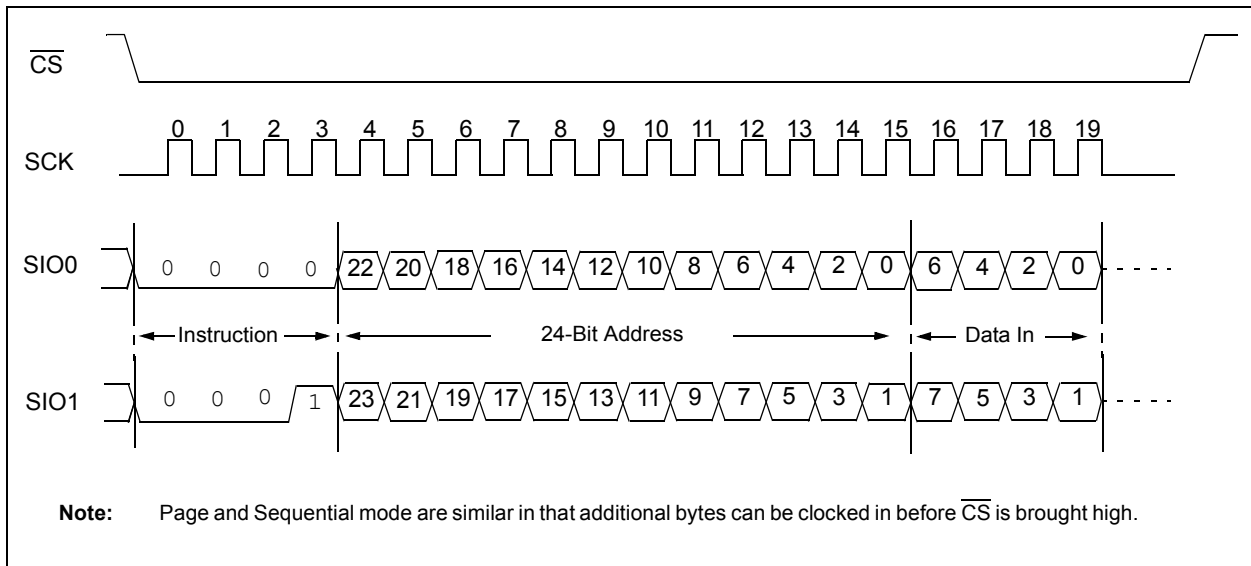 CS
0 1 2 3 4 5 6 7 8 9 10 11 12 13 14 15 16 17 18 19
SCK
SIO0 0 0 0 0 22 20 18 16 14 12 10 8 6 4 2 0 6 4 2 0
Instruction 24-Bit Address Data In
SIO1 0 0 0 1 23 21 19 17 15 13 11 9 7 5 3 1 7 5 3 1
Note: Page and Sequential mode are similar in that additional bytes can be clocked in before CS is brought high.